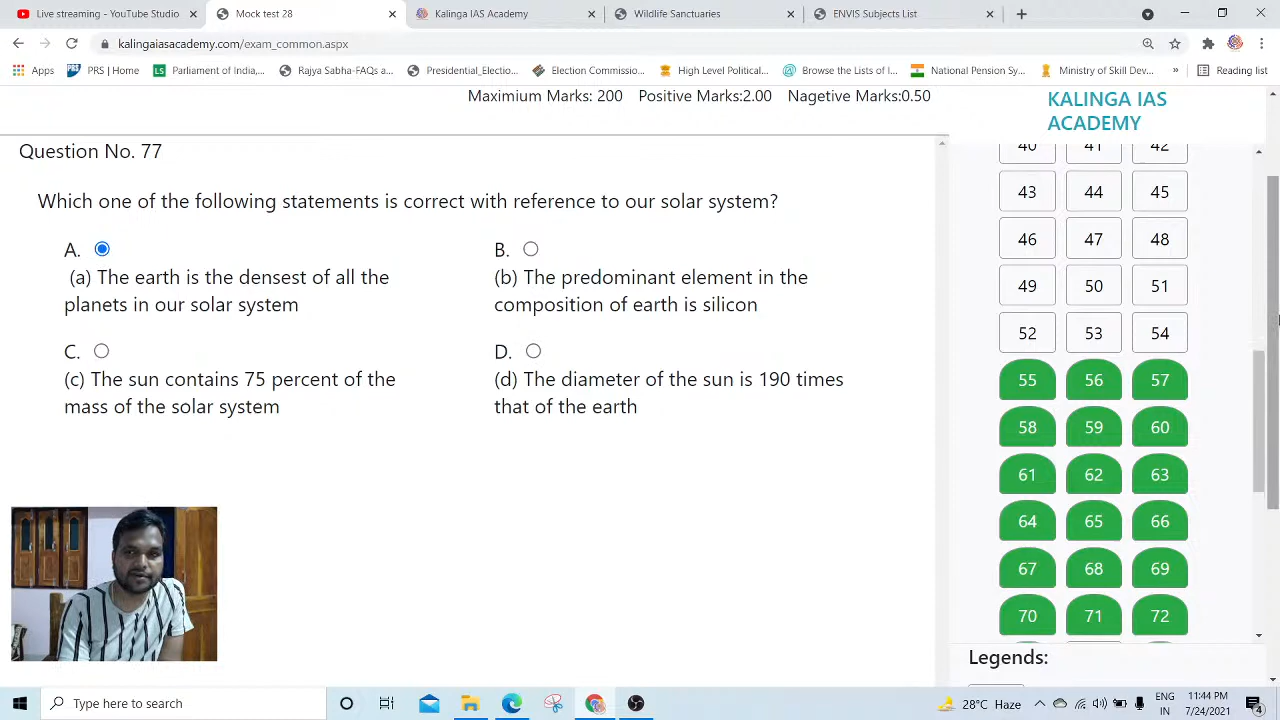 Live streaming - YouTube Studio
Mock test 28
Kalinga IAS Academy
Wildlife Sanctuaries
ENVIS Subjects List
kalingaiasacademy.com/exam_common.aspx
Apps
PRS | Home
Parliament of India,...
Rajya Sabha-FAQs a...
Presidential_Electio...
Election Commissio...
High Level Political...
Browse the Lists of I...
National Pension Sy...
Ministry of Skill Dev...
»
Reading list
Maximium Marks: 200 Positive Marks:2.00 Nagetive Marks:0.50
KALINGA IAS
ACADEMY
Question No. 77
Which one of the following statements is correct with reference to our solar system?
A.
(a) The earth is the densest of all the
planets in our solar system
B.
(b) The predominant element in the
composition of earth is silicon
C.
(c) The sun contains 75 percent of the
mass of the solar system
D.
(d) The diameter of the sun is 190 times
that of the earth
40 41 42
43 44 45
46 47 48
49 50 51
52 53 54
55 56 57
58 59 60
61 62 63
64 65 66
67 68 69
70 71 72
Legends:
Type here to search
28°C Haze
ENG
IN
11:44 PM
7/24/2021
4